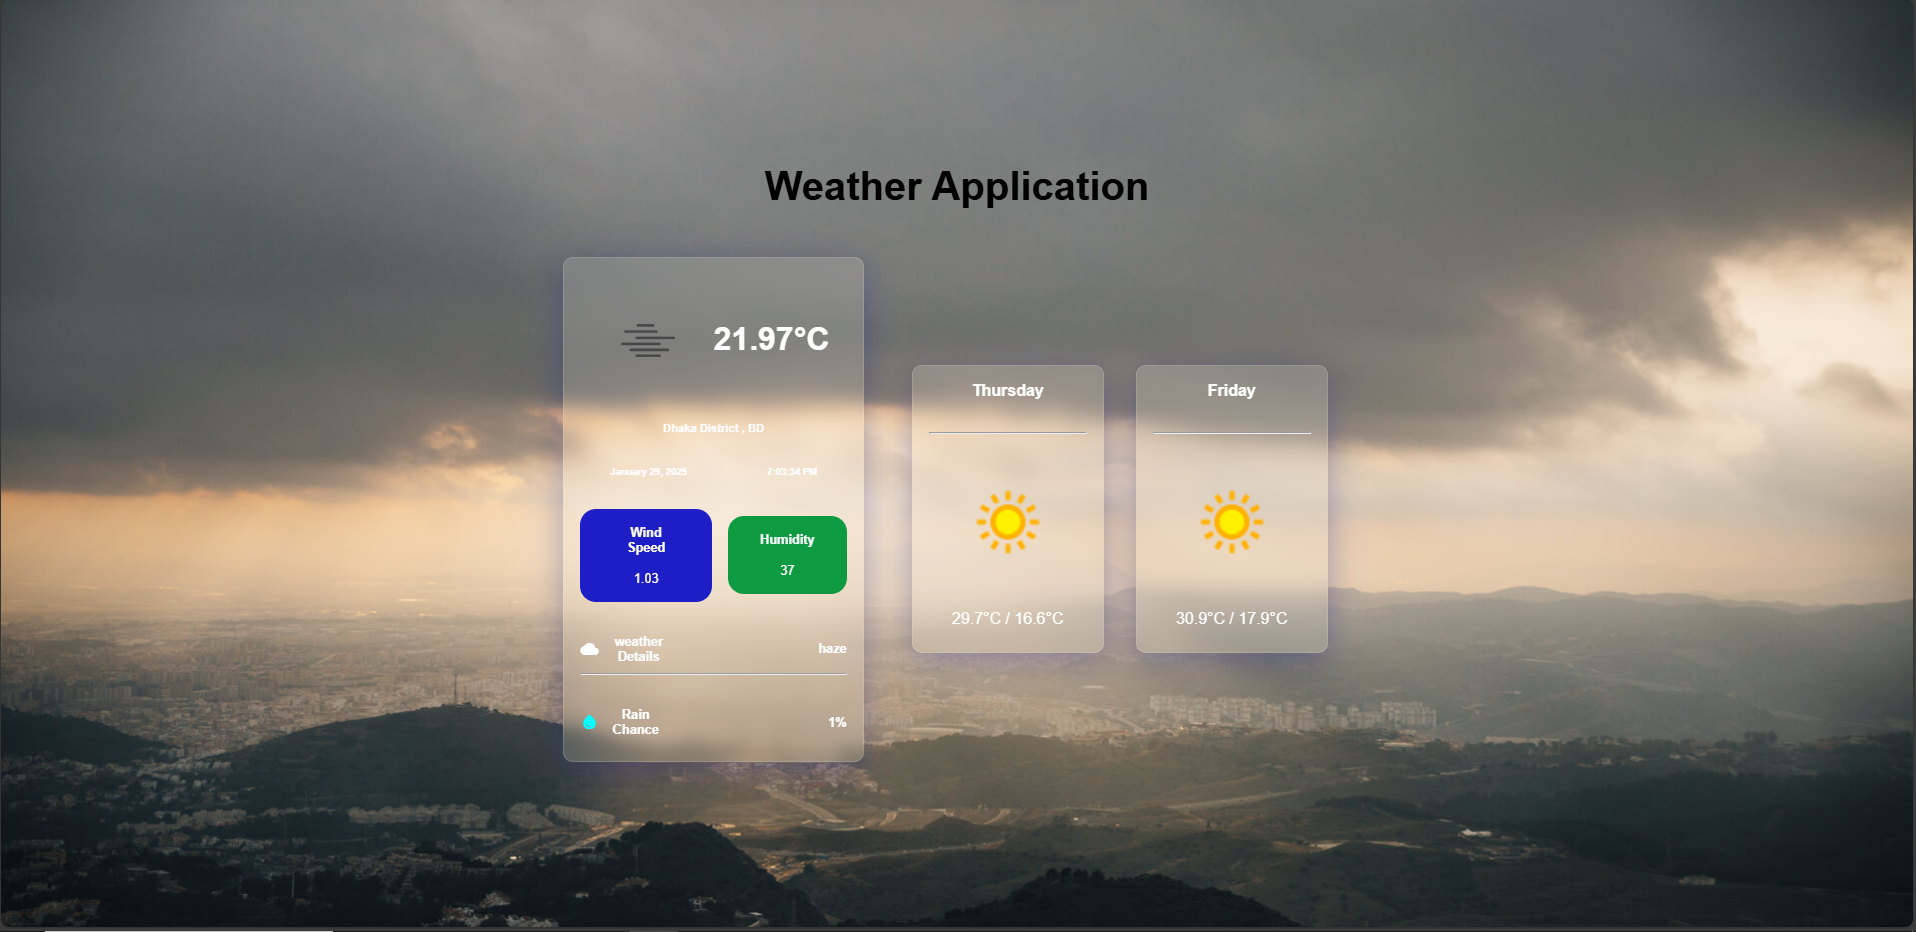 Weather Application
21.97°C
Dhaka District , BD
January 29, 2025 7:03:34 PM
Wind
Speed
1.03
Humidity
37
weather
Details
haze
Rain
Chance
1%
Thursday
29.7°C / 16.6°C
Friday
30.9°C / 17.9°C